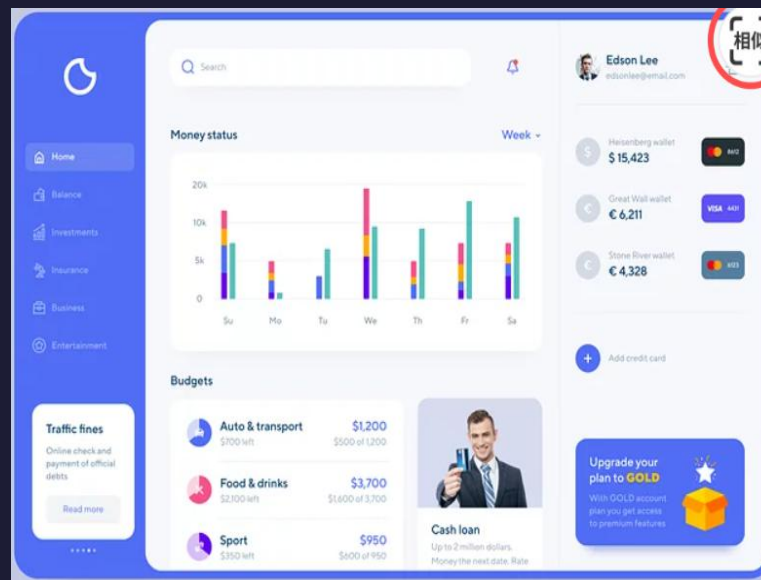 Search
Edson Lee
edsonlee@email.com
相似
Money status
Week
20k
10k
5k
0
Su
Mo
Tu
We
Th
Fr
Sa
Home
Balance
Investments
Insurance
Business
Entertainment
Traffic fines
Online check and
payment of official
debts
Read more
Budgets
Auto & transport
$1,200
$700 left
$500 of 1,200
Food & drinks
$3,700
$2,100 left
$1,600 of 3,700
Sport
$950
$350 left
$600 of 950
Cash loan
Up to 2 million dollars.
Money the next date. Rate
Heisenberg wallet
$ 15,423
8612
Great Wall wallet
€ 6,211
VISA 4431
Stone River wallet
€ 4,328
Add credit card
Upgrade your
plan to GOLD
With GOLD account
plan you get access
to premium features